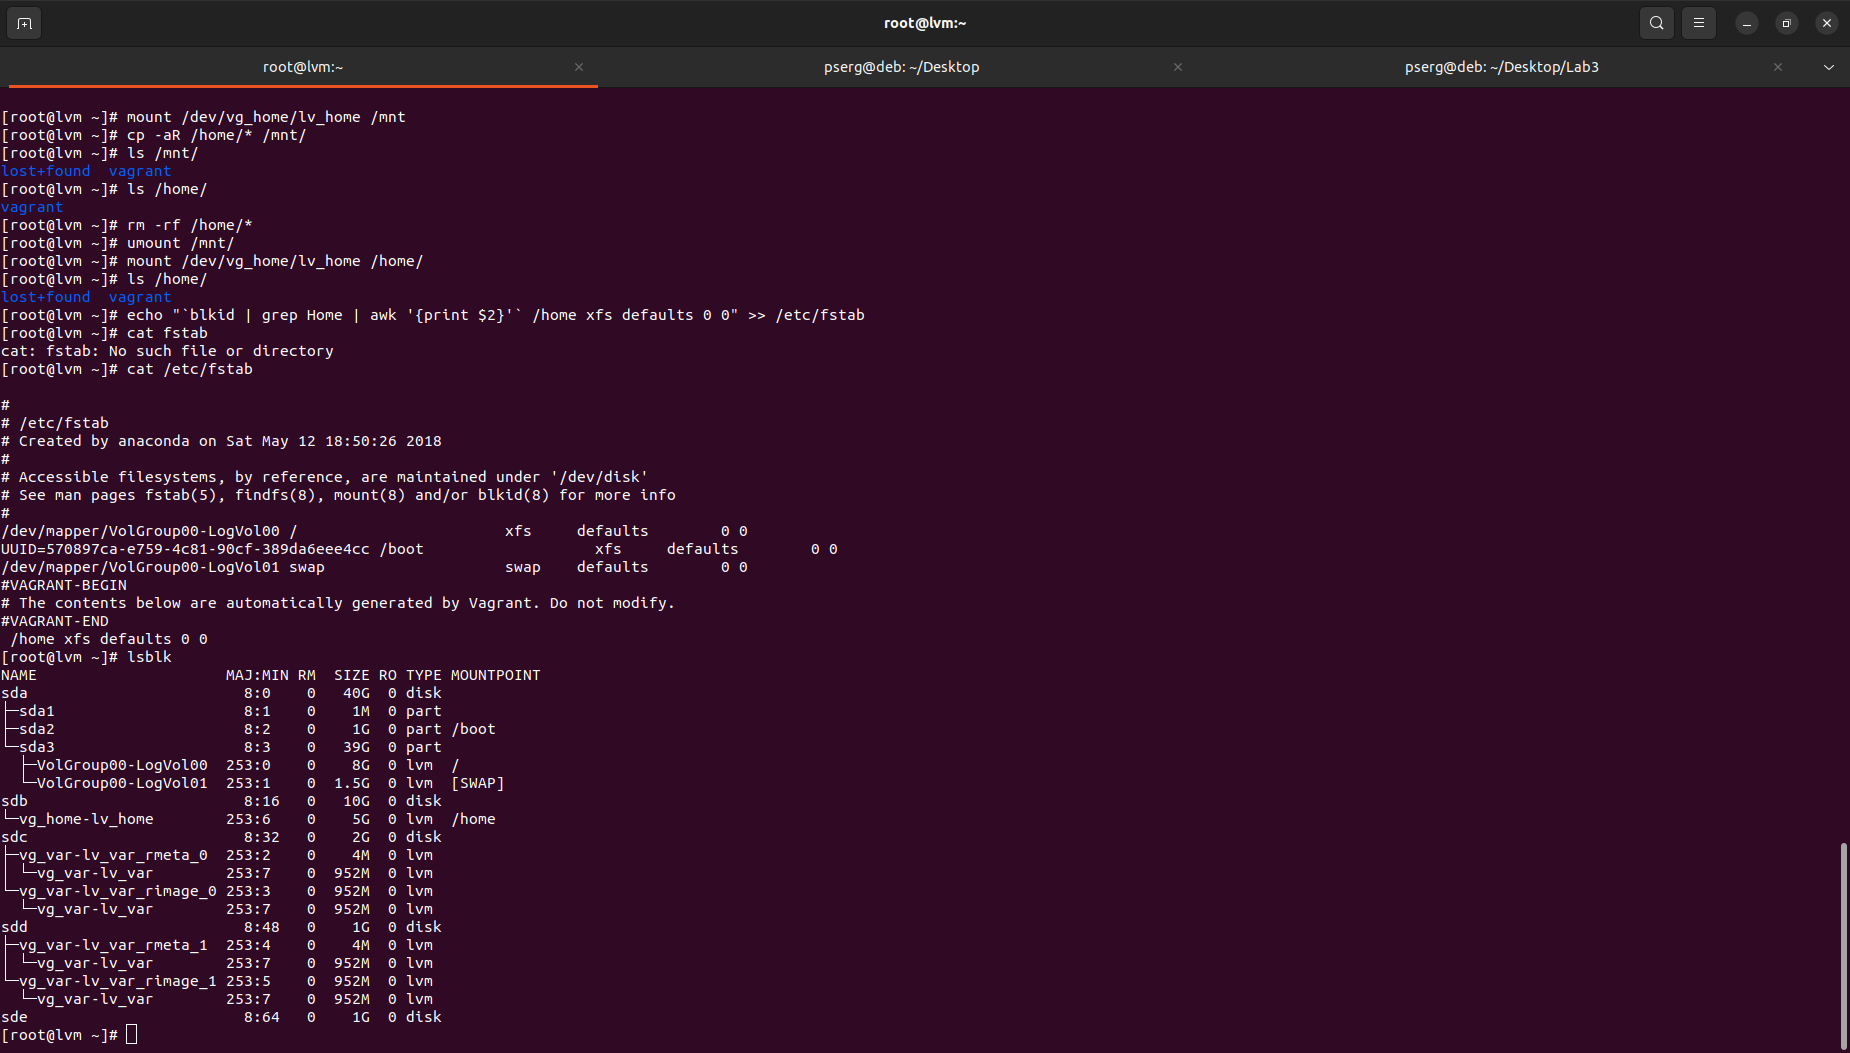 root@lvm:~
root@lvm:~
pserg@deb: ~/Desktop
pserg@deb: ~/Desktop/Lab3
[root@lvm ~]# mount /dev/vg_home/lv_home /mnt
[root@lvm ~]# cp -aR /home/* /mnt/
[root@lvm ~]# ls /mnt/
lost+found  vagrant
[root@lvm ~]# ls /home/
vagrant
[root@lvm ~]# rm -rf /home/*
[root@lvm ~]# umount /mnt/
[root@lvm ~]# mount /dev/vg_home/lv_home /home/
[root@lvm ~]# ls /home/
lost+found  vagrant
[root@lvm ~]# echo "`blkid | grep Home | awk '{print $2}'` /home xfs defaults 0 0" >> /etc/fstab
[root@lvm ~]# cat fstab
cat: fstab: No such file or directory
[root@lvm ~]# cat /etc/fstab
#
# /etc/fstab
# Created by anaconda on Sat May 12 18:50:26 2018
#
# Accessible filesystems, by reference, are maintained under '/dev/disk'
# See man pages fstab(5), findfs(8), mount(8) and/or blkid(8) for more info
#
/dev/mapper/VolGroup00-LogVol00 /                       xfs     defaults        0 0
UUID=570897ca-e759-4c81-90cf-389da6eee4cc /boot                   xfs     defaults        0 0
/dev/mapper/VolGroup00-LogVol01 swap                    swap    defaults        0 0
#VAGRANT-BEGIN
# The contents below are automatically generated by Vagrant. Do not modify.
#VAGRANT-END
 /home xfs defaults 0 0
[root@lvm ~]# lsblk
NAME                     MAJ:MIN RM  SIZE RO TYPE MOUNTPOINT
sda                        8:0    0   40G  0 disk
├─sda1                     8:1    0    1M  0 part
├─sda2                     8:2    0    1G  0 part /boot
└─sda3                     8:3    0   39G  0 part
  ├─VolGroup00-LogVol00  253:0    0    8G  0 lvm  /
  └─VolGroup00-LogVol01  253:1    0  1.5G  0 lvm  [SWAP]
sdb                        8:16   0   10G  0 disk
└─vg_home-lv_home        253:6    0    5G  0 lvm  /home
sdc                        8:32   0    2G  0 disk
├─vg_var-lv_var_rmeta_0  253:2    0    4M  0 lvm
│ └─vg_var-lv_var        253:7    0  952M  0 lvm
└─vg_var-lv_var_rimage_0 253:3    0  952M  0 lvm
  └─vg_var-lv_var        253:7    0  952M  0 lvm
sdd                        8:48   0    1G  0 disk
├─vg_var-lv_var_rmeta_1  253:4    0    4M  0 lvm
│ └─vg_var-lv_var        253:7    0  952M  0 lvm
└─vg_var-lv_var_rimage_1 253:5    0  952M  0 lvm
  └─vg_var-lv_var        253:7    0  952M  0 lvm
sde                        8:64   0    1G  0 disk
[root@lvm ~]#